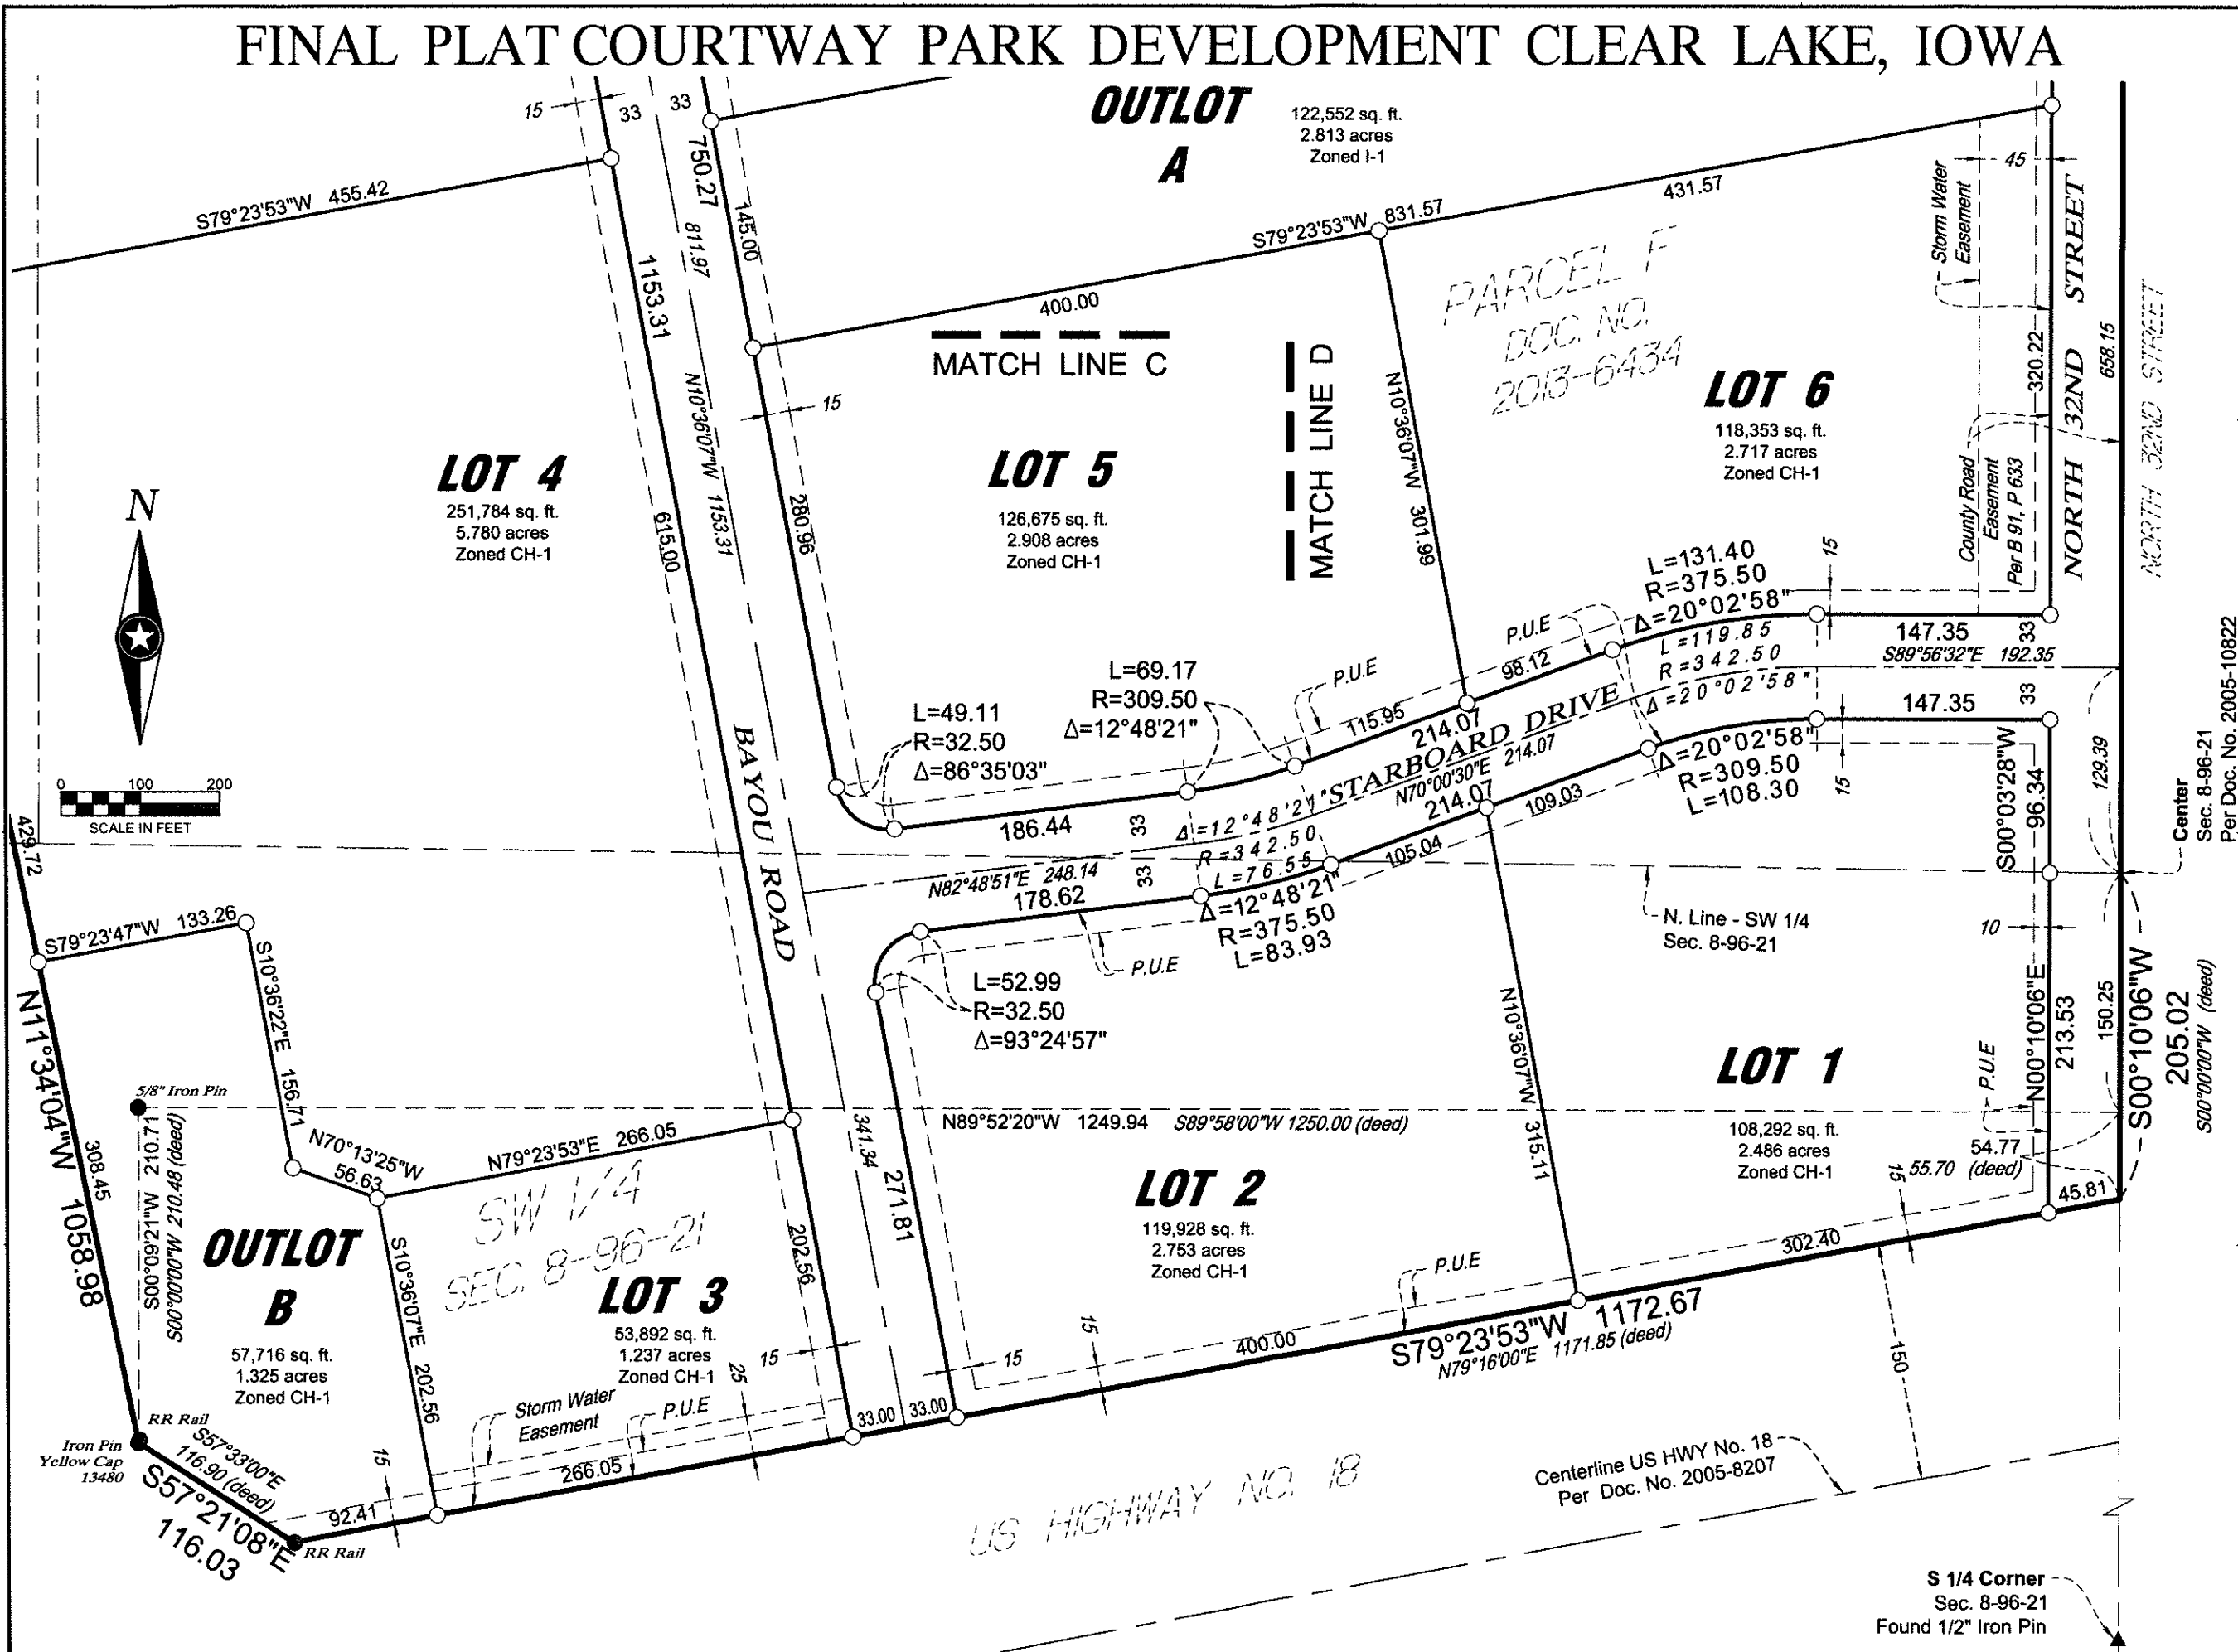 FINAL PLAT COURTWAY PARK DEVELOPMENT CLEAR LAKE, IOWA
OUTLOT
A
122,552 sq. ft.
2.813 acres
Zoned I-1
15
33
33
750.27
145.00
811.97
S79°23'53"W 455.42
1153.31
N10°36'07"W 1153.31
615.00
S79°23'53"W 831.57
431.57
400.00
MATCH LINE C
MATCH LINE D
PARCEL F
DOC. NO.
2013-6434
Storm Water
Easement
45
NORTH 32ND STREET
320.22
658.15
NORTH 32ND STREET
LOT 6
118,353 sq. ft.
2.717 acres
Zoned CH-1
County Road
Easement
Per B 91, P 633
LOT 4
251,784 sq. ft.
5.780 acres
Zoned CH-1
15
280.96
LOT 5
126,675 sq. ft.
2.908 acres
Zoned CH-1
N10°36'07"W 301.99
N
0 100 200
SCALE IN FEET
L=131.40
R=375.50
Δ=20°02'58"
15
P.U.E
98.12
L=119.85
R=342.50
Δ=20°02'58"
147.35
33
S89°56'32"E 192.35
33
147.35
L=69.17
R=309.50
Δ=12°48'21"
P.U.E
115.95
214.07
STARBOARD DRIVE
N70°00'30"E 214.07
214.07
L=49.11
R=32.50
Δ=86°35'03"
186.44
33
Δ=12°48'21"
R=342.50
L=76.55
N82°48'51"E 248.14
33
178.62
105.04
109.03
Δ=20°02'58"
R=309.50
L=108.30
15
S00°03'28"W
96.34
129.39
Center
Sec. 8-96-21
Per Doc. No. 2005-10822
BAYOU ROAD
Δ=12°48'21"
R=375.50
L=83.93
P.U.E
N. Line - SW 1/4
Sec. 8-96-21
10
L=52.99
R=32.50
Δ=93°24'57"
429.72
S79°23'47"W 133.26
S10°36'22"E 156.71
N11°34'04"W 1058.98
308.45
5/8" Iron Pin
S00°09'21"W 210.71
S00°00'00"W 210.48 (deed)
N70°13'25"W
56.63
N79°23'53"E 266.05
341.34
271.81
202.56
N89°52'20"W 1249.94 S89°58'00"W 1250.00 (deed)
N10°36'07"W 315.11
LOT 1
108,292 sq. ft.
2.486 acres
Zoned CH-1
P.U.E
N00°10'06"E
213.53
150.25
S00°10'06"W
205.02
S00°00'00"W (deed)
54.77
55.70 (deed)
15
45.81
302.40
LOT 2
119,928 sq. ft.
2.753 acres
Zoned CH-1
P.U.E
SW 1/4
SEC. 8-96-21
OUTLOT
B
57,716 sq. ft.
1.325 acres
Zoned CH-1
S10°36'07"E 202.56
LOT 3
53,892 sq. ft.
1.237 acres
Zoned CH-1
15
25
15
15
400.00
S79°23'53"W 1172.67
N79°16'00"E 1171.85 (deed)
33.00
33.00
Storm Water
Easement
P.U.E
266.05
15
92.41
RR Rail
Iron Pin
Yellow Cap
13480
S57°33'00"E
116.90 (deed)
S57°21'08"E
116.03
RR Rail
150
US HIGHWAY NO. 18
Centerline US HWY No. 18
Per Doc. No. 2005-8207
S 1/4 Corner
Sec. 8-96-21
Found 1/2" Iron Pin